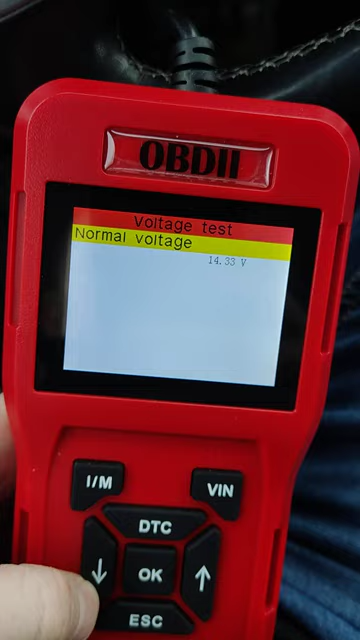 OBDII
Voltage test
Normal voltage
14.33 V
I/M
VIN
DTC
↓
OK
↑
ESC